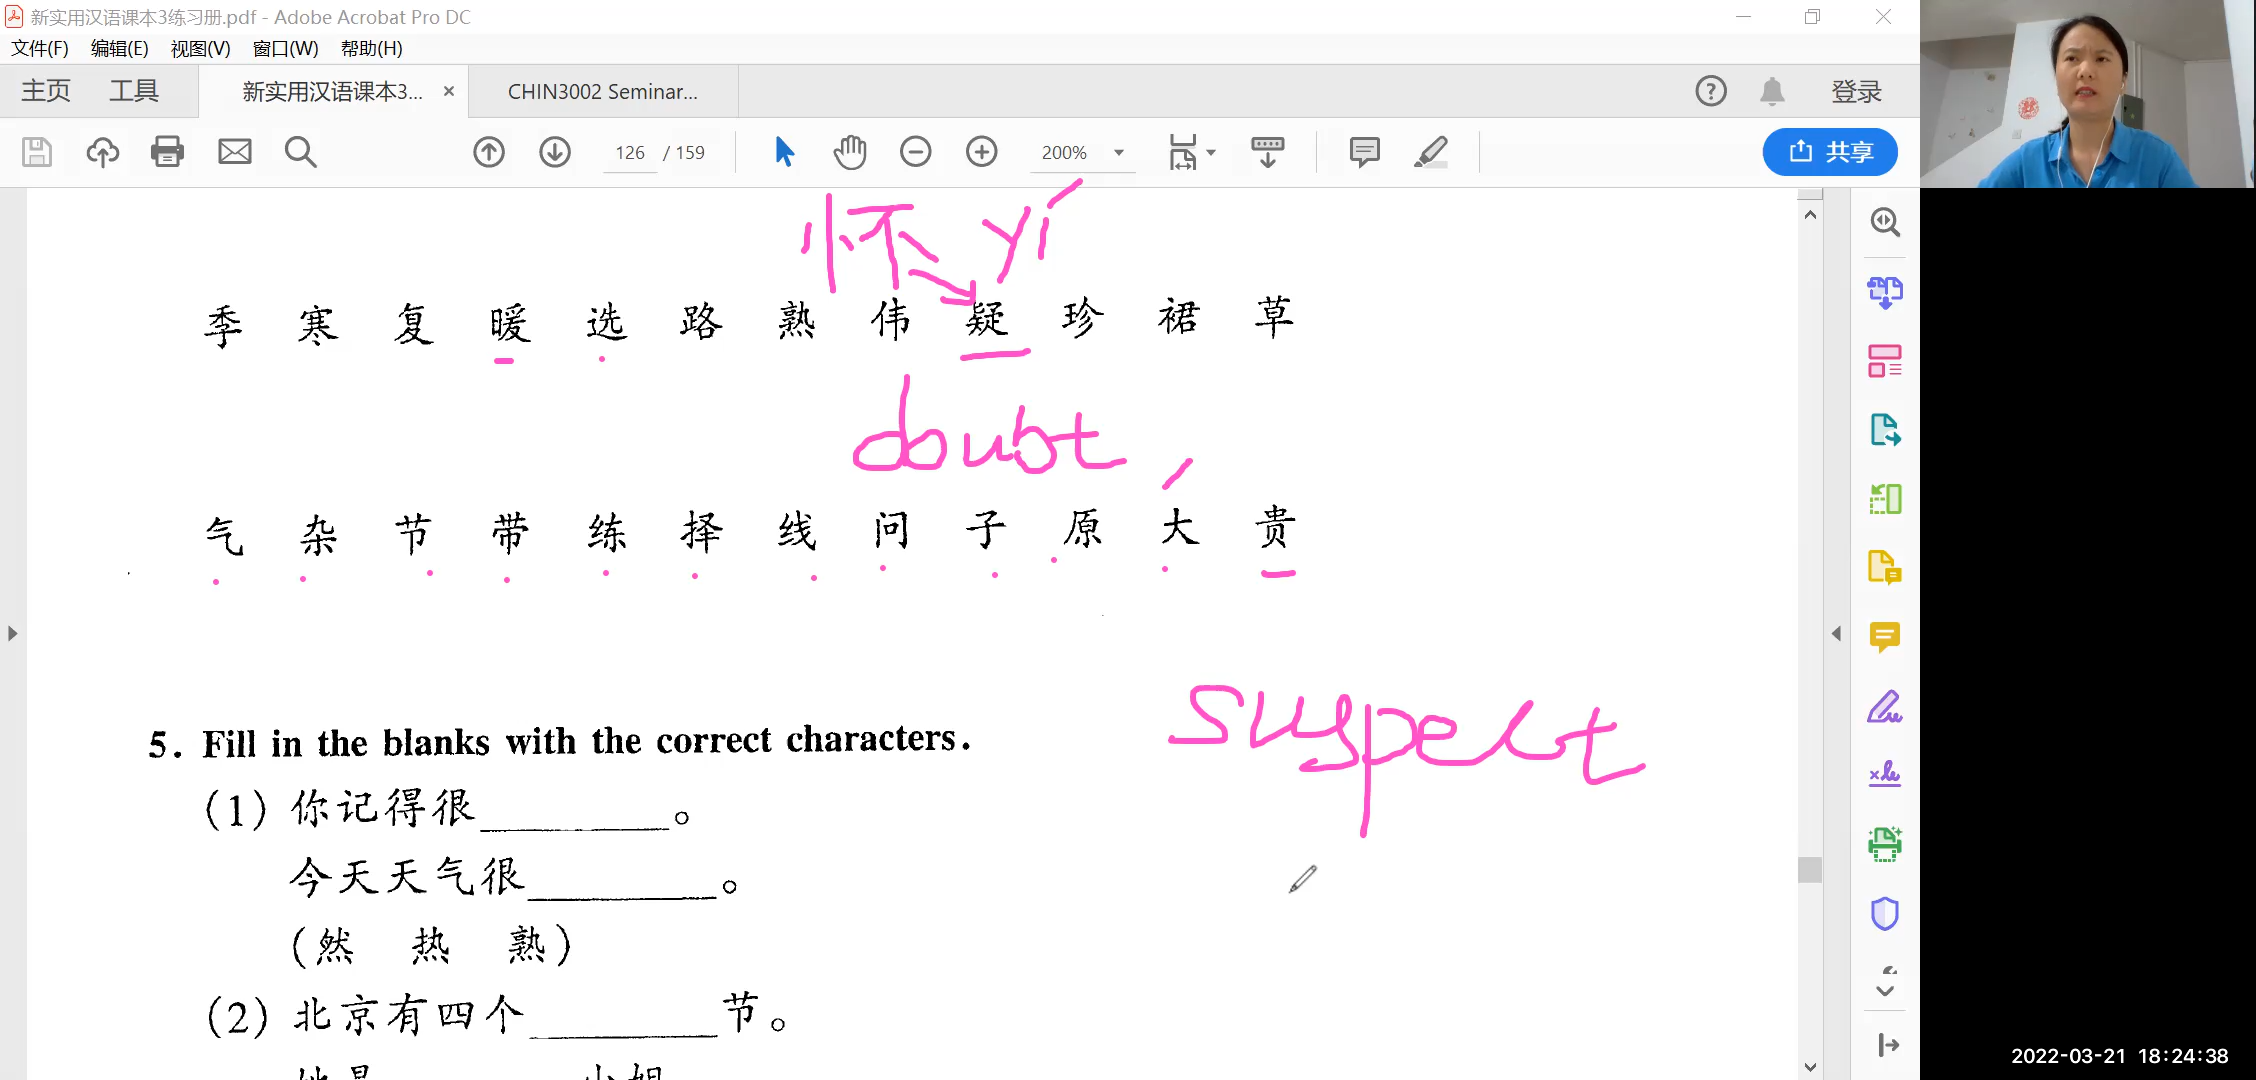 新实用汉语课本3练习册.pdf - Adobe Acrobat Pro DC
文件(F) 编辑(E) 视图(V) 窗口(W) 帮助(H)
主页 工具 新实用汉语课本3... × CHIN3002 Seminar... 登录
126 / 159 200% 共享
怀 yí
季 寒 复 暖 选 路 熟 伟 疑 珍 裙 草
doubt,
气 杂 节 带 练 择 线 问 子 原 大 贵
suspect
5. Fill in the blanks with the correct characters.
(1) 你记得很________。
今天天气很________。
(然 热 熟)
(2) 北京有四个________节。
2022-03-21 18:24:38